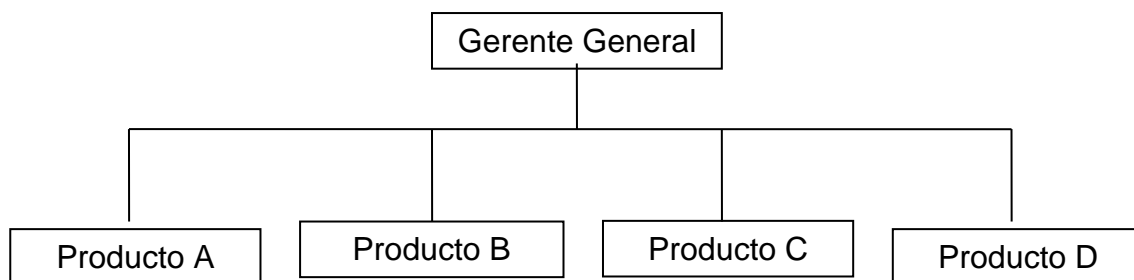 Gerente General
Producto A
Producto B
Producto C
Producto D